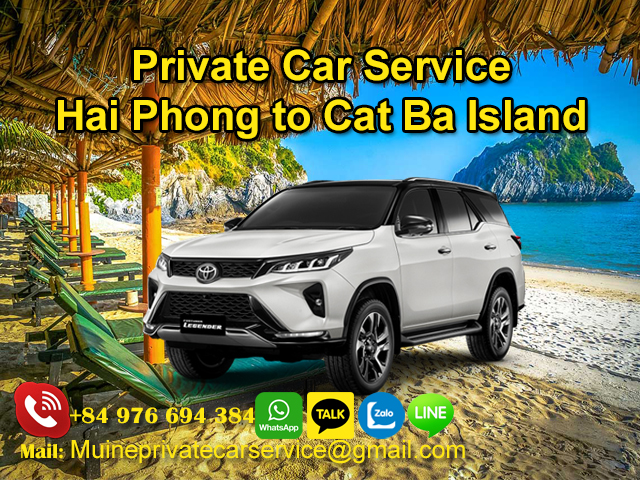 Private Car Service
Hai Phong to Cat Ba Island
FORTUNER
LEGENDER
+84 976 694 384
WhatsApp
TALK
Zalo
LINE
Mail: Muineprivatecarservice@gmail.com